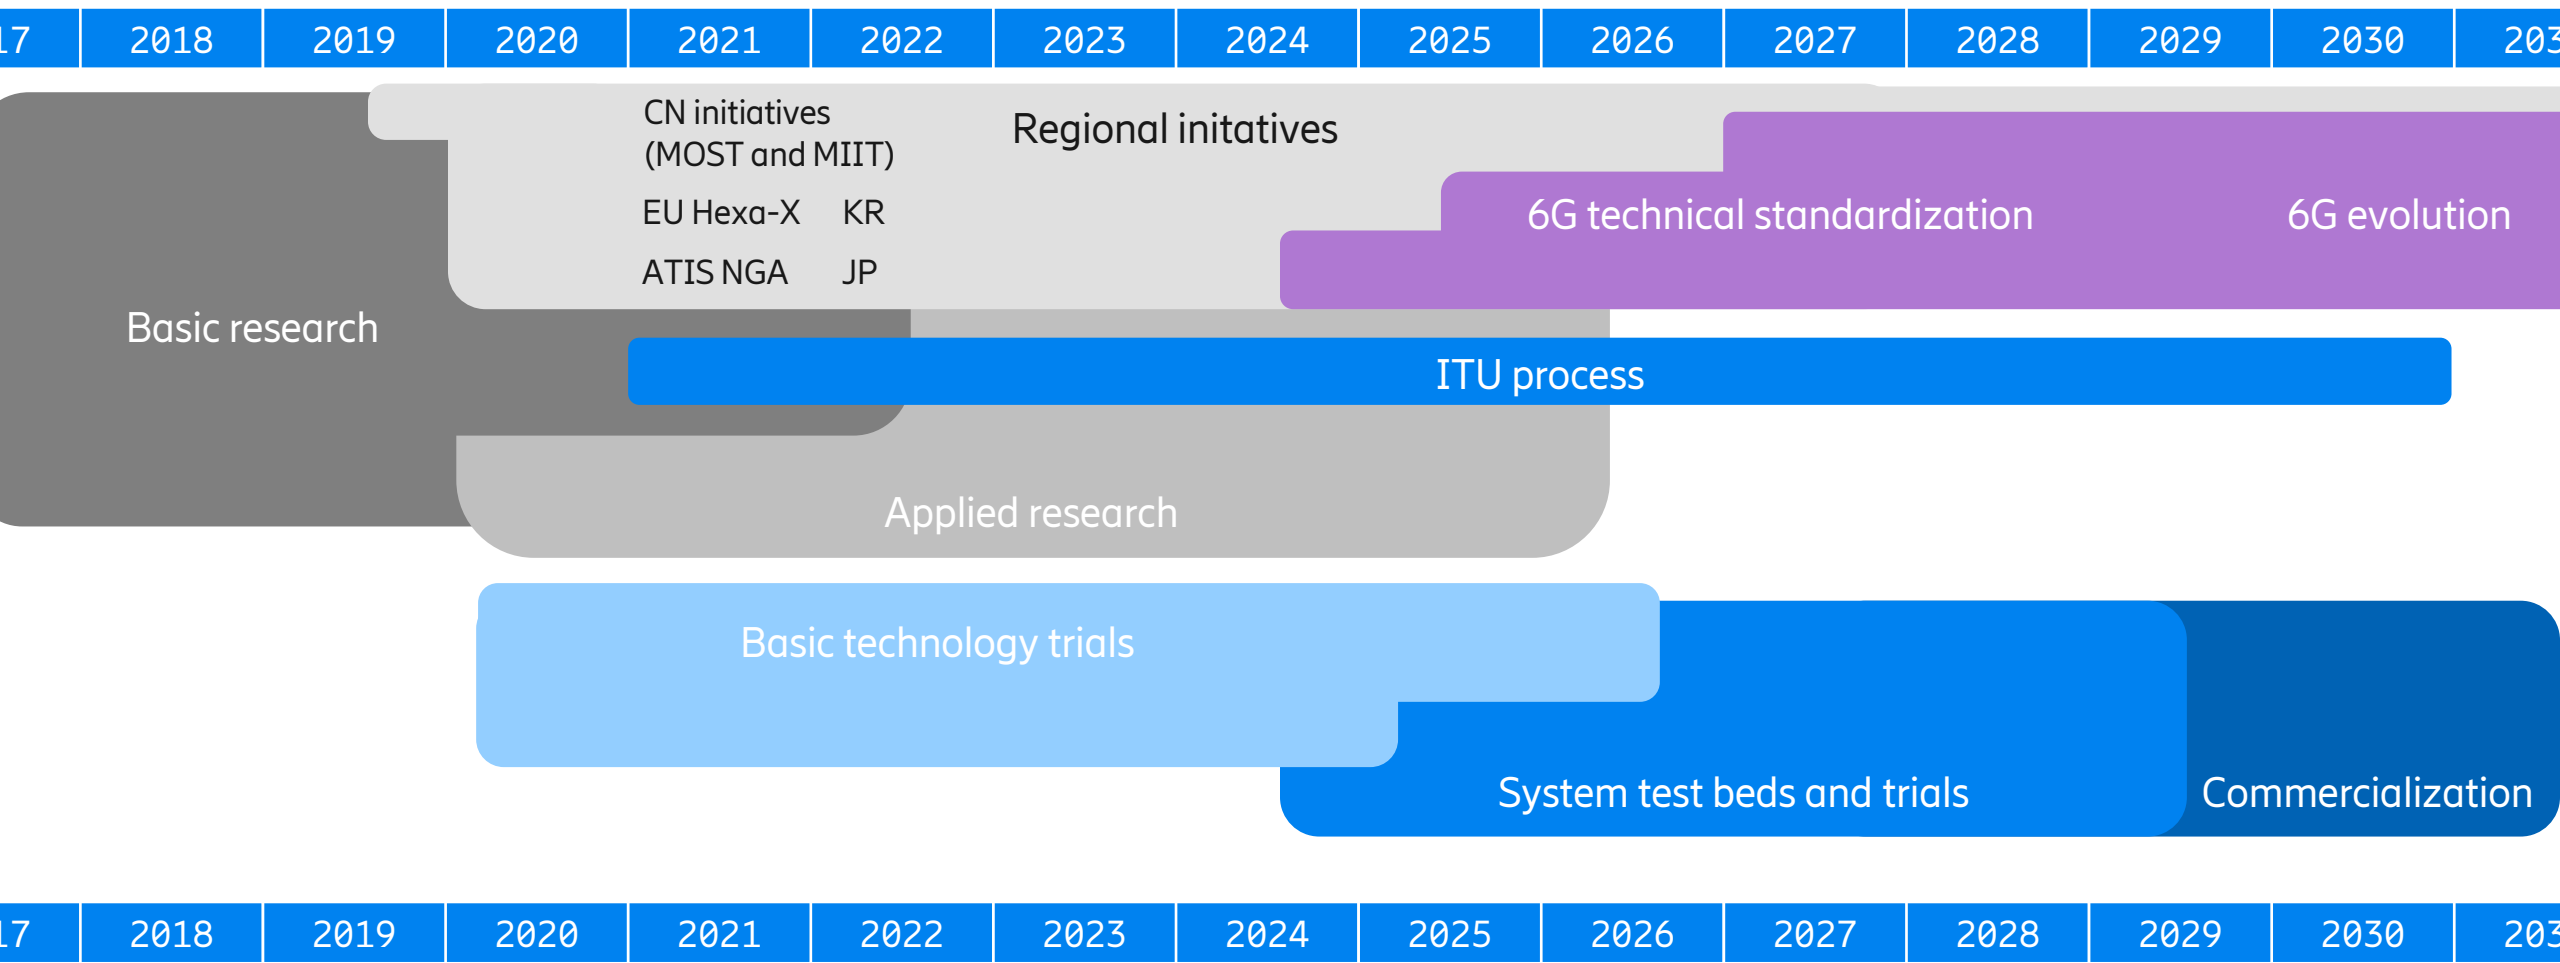 17 2018 2019 2020 2021 2022 2023 2024 2025 2026 2027 2028 2029 2030 203
CN initiatives
(MOST and MIIT)
Regional initatives
EU Hexa-X KR
6G technical standardization 6G evolution
ATIS NGA JP
Basic research
ITU process
Applied research
Basic technology trials
System test beds and trials Commercialization
17 2018 2019 2020 2021 2022 2023 2024 2025 2026 2027 2028 2029 2030 203